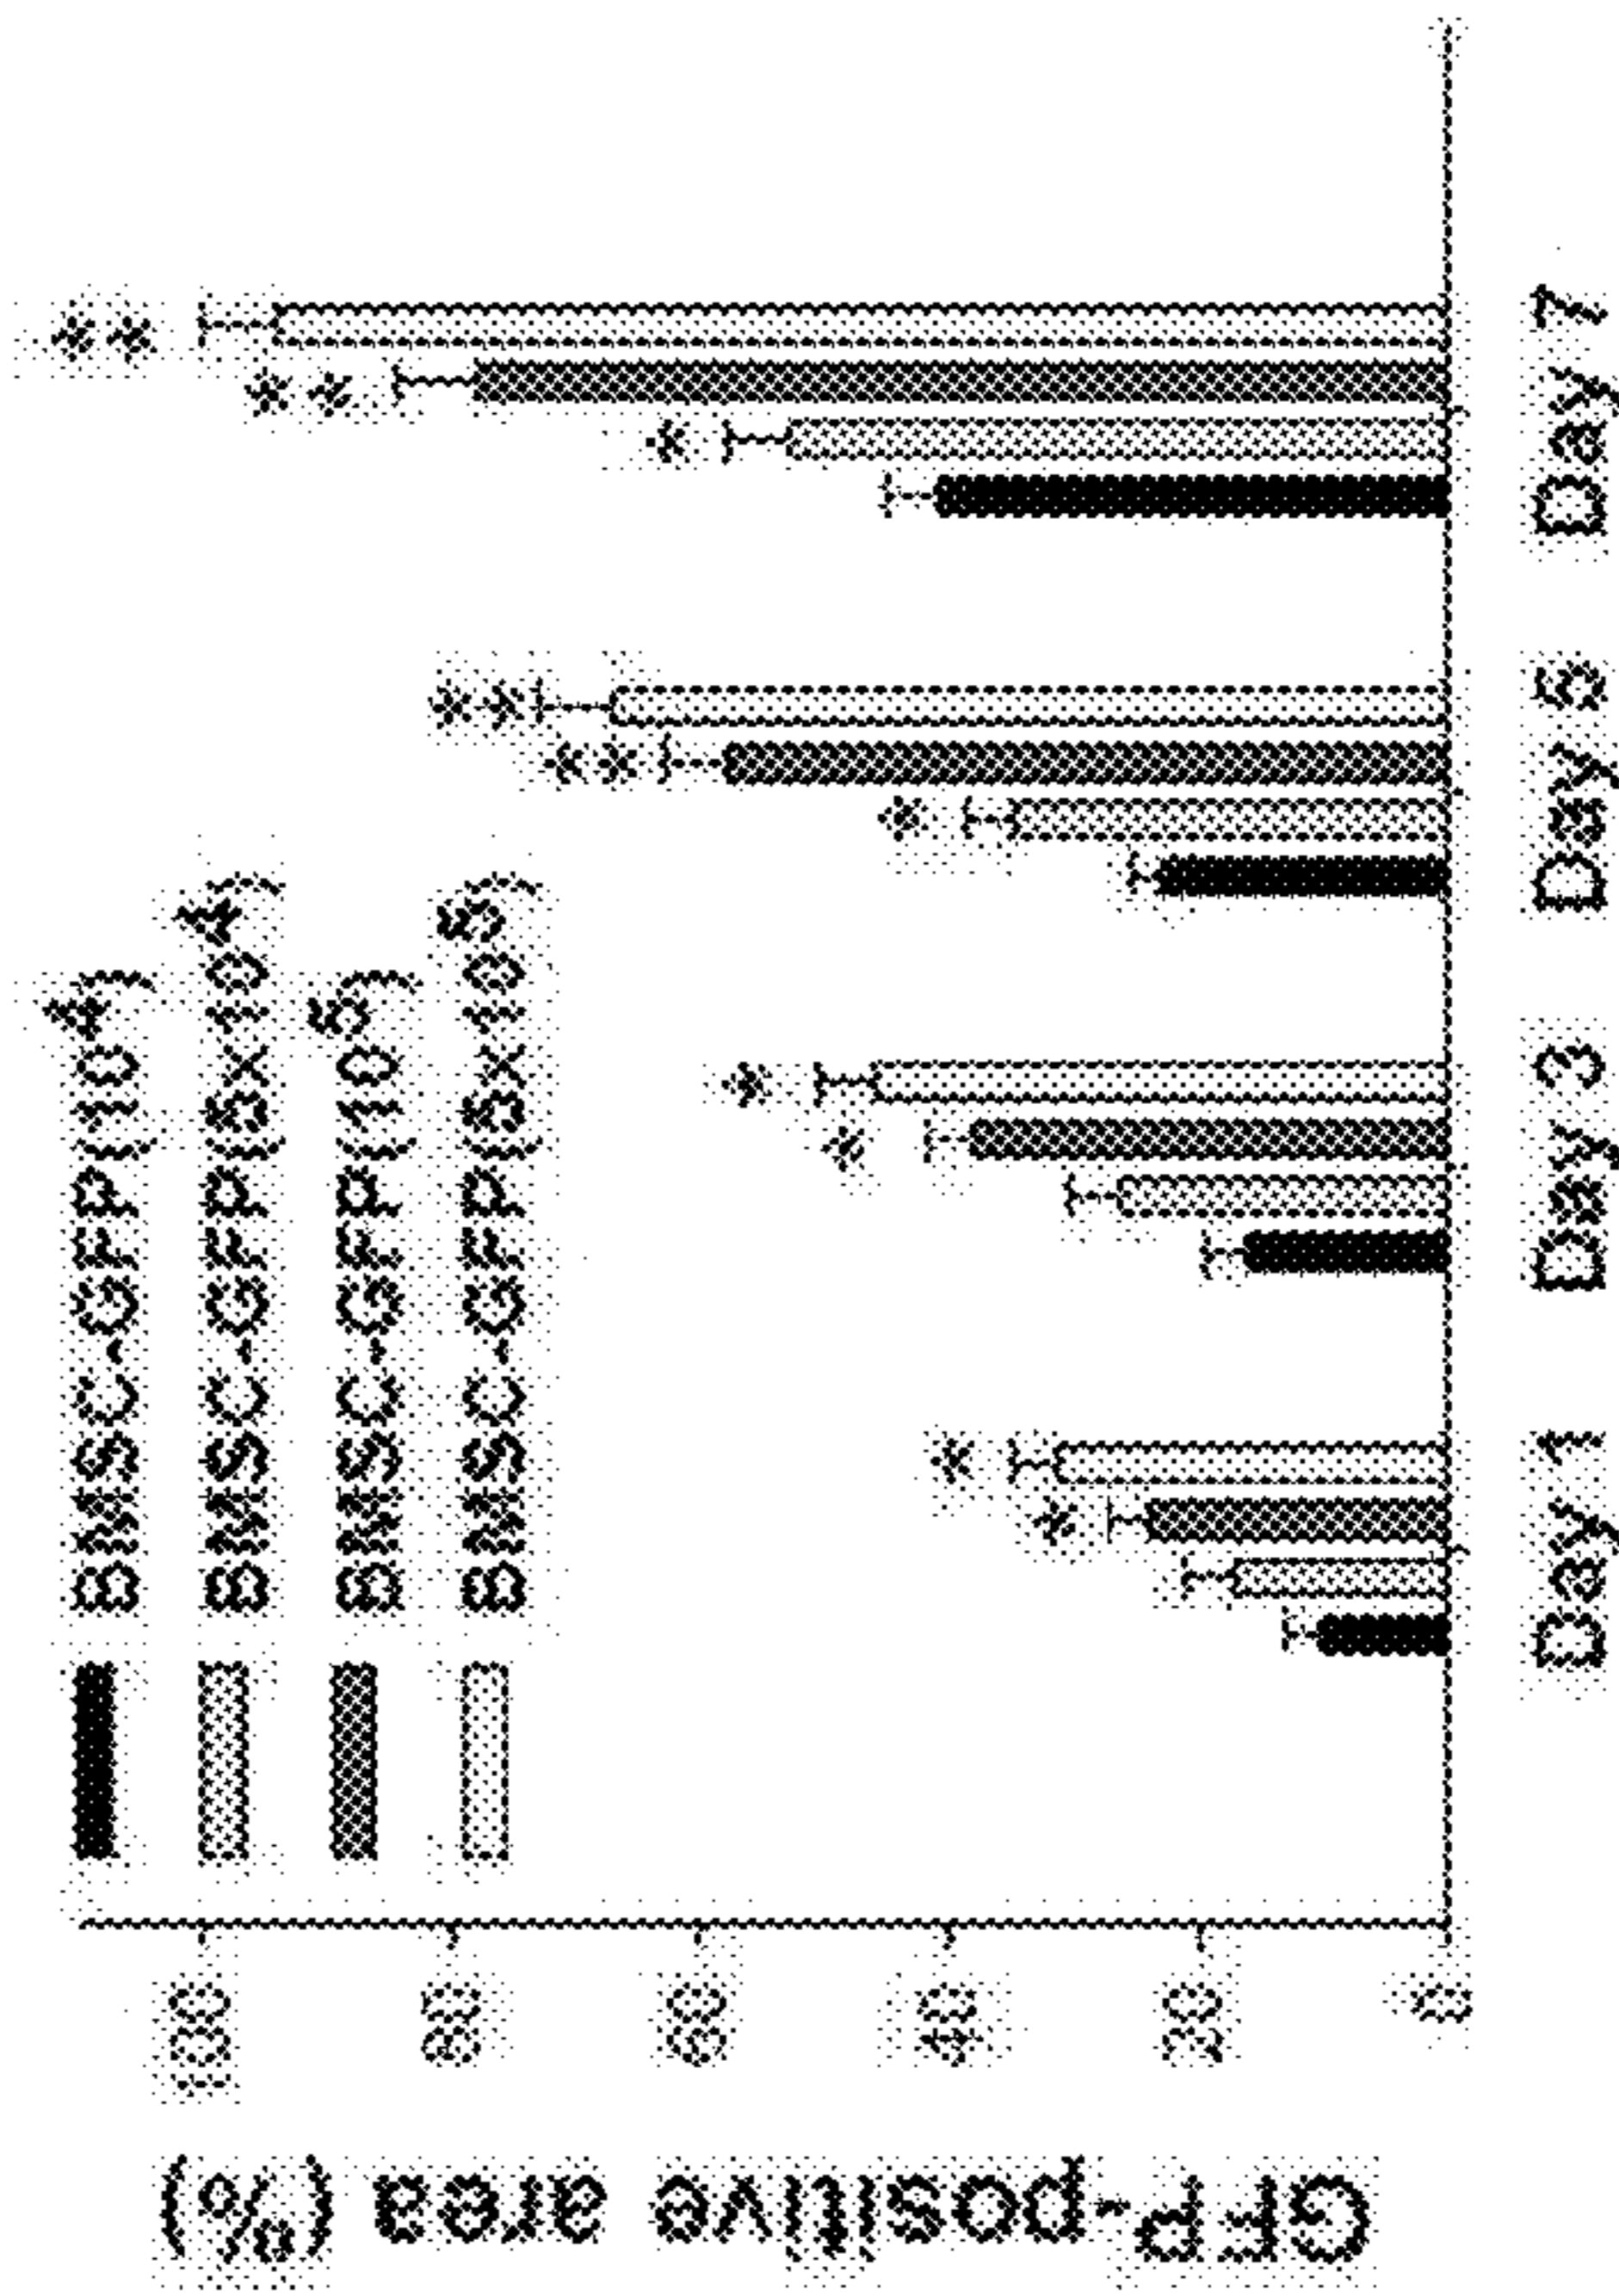 GFP-positive area (%)
100
80
60
40
20
0
BMSC-GFP(10⁴)
BMSC-GFP(5x10⁴)
BMSC-GFP(10⁵)
BMSC-GFP(5x10⁵)
*
*
*
*
*
**
**
*
**
**
Day 1
Day 3
Day 5
Day 7